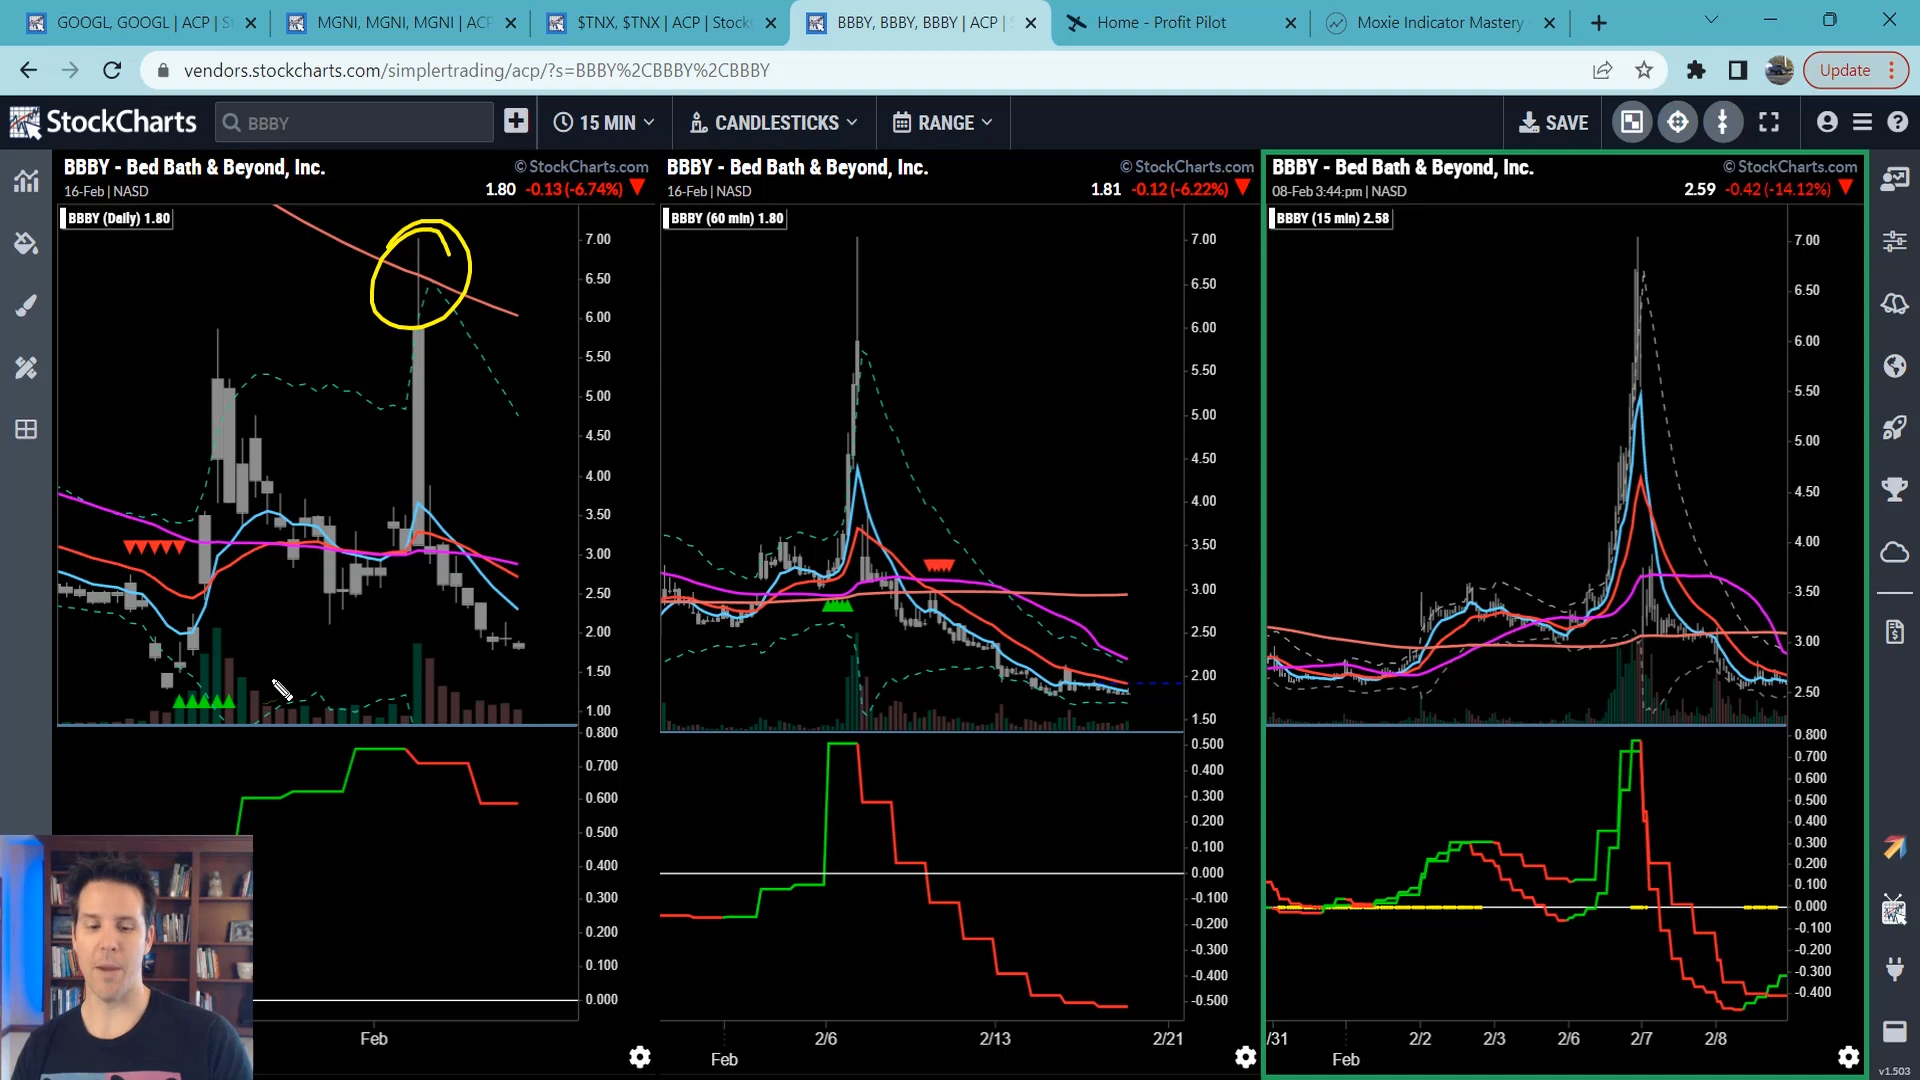 GOOGL, GOOGL | ACP | S
MGNI, MGNI, MGNI | ACP
$TNX, $TNX | ACP | Stock
BBBY, BBBY, BBBY | ACP |
Home - Profit Pilot
Moxie Indicator Mastery
vendors.stockcharts.com/simplertrading/acp/?s=BBBY%2CBBBY%2CBBBY
Update
StockCharts
BBBY
15 MIN
CANDLESTICKS
RANGE
SAVE
BBBY - Bed Bath & Beyond, Inc.
© StockCharts.com
16-Feb | NASD
1.80 -0.13 (-6.74%)
BBBY (Daily) 1.80
7.00
6.50
6.00
5.50
5.00
4.50
4.00
3.50
3.00
2.50
2.00
1.50
1.00
0.800
0.700
0.600
0.500
0.400
0.300
0.200
0.100
0.000
Feb
BBBY - Bed Bath & Beyond, Inc.
© StockCharts.com
16-Feb | NASD
1.81 -0.12 (-6.22%)
BBBY (60 min) 1.80
7.00
6.50
6.00
5.50
5.00
4.50
4.00
3.50
3.00
2.50
2.00
1.50
0.500
0.400
0.300
0.200
0.100
0.000
-0.100
-0.200
-0.300
-0.400
-0.500
2/6
2/13
2/21
Feb
BBBY - Bed Bath & Beyond, Inc.
© StockCharts.com
08-Feb 3:44:pm | NASD
2.59 -0.42 (-14.12%)
BBBY (15 min) 2.58
7.00
6.50
6.00
5.50
5.00
4.50
4.00
3.50
3.00
2.50
0.800
0.700
0.600
0.500
0.400
0.300
0.200
0.100
0.000
-0.100
-0.200
-0.300
-0.400
/31
2/2
2/3
2/6
2/7
2/8
Feb
v1.503